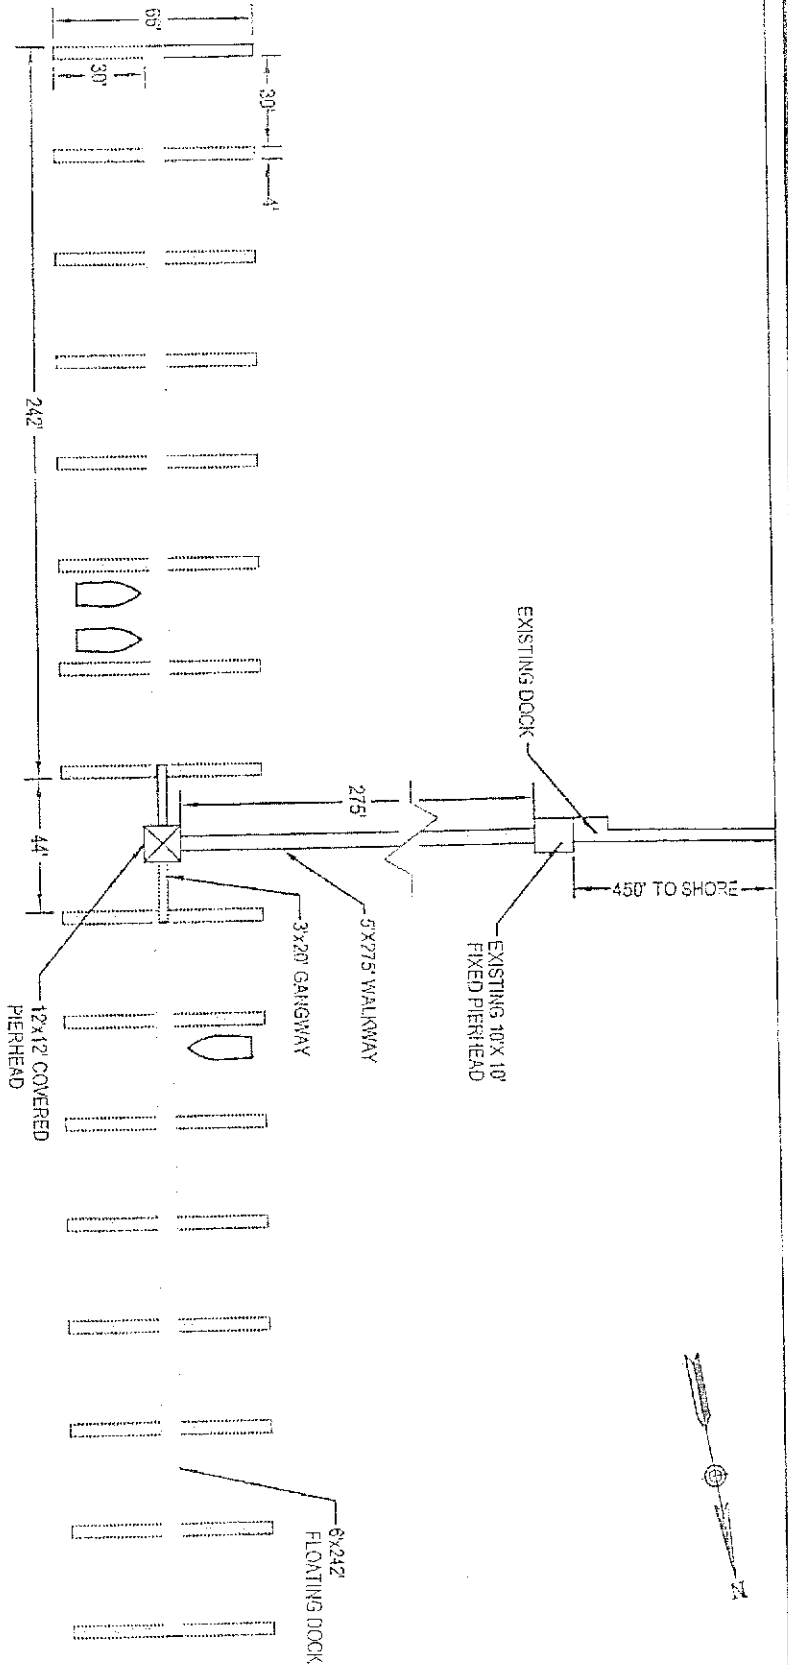 66'
30'
30'
4'
242'
44'
275'
EXISTING DOCK
450' TO SHORE
EXISTING 10'X 10'
FIXED PIERHEAD
5'X275' WALKWAY
3'x20' GANGWAY
12'x12' COVERED
PIERHEAD
6'x242'
FLOATING DOCK
N